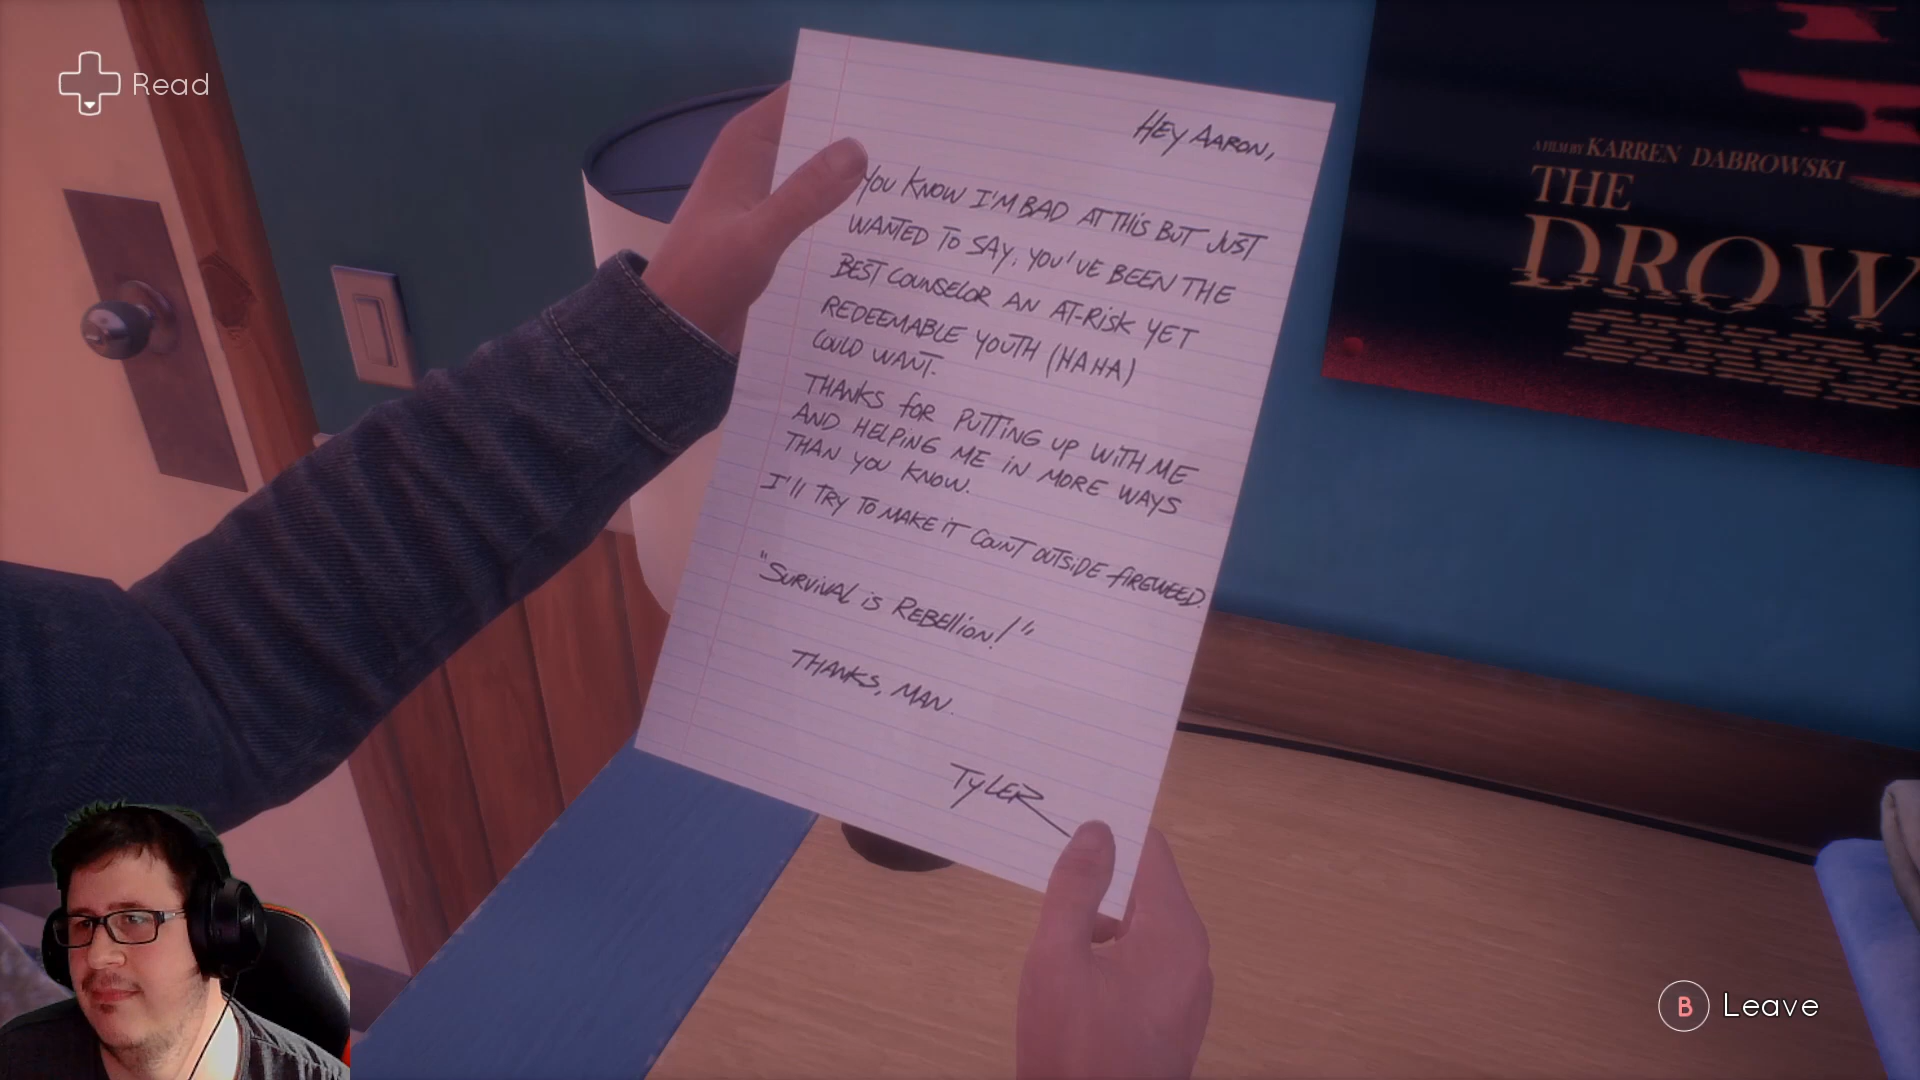 Read
HEY AARON,
YOU KNOW I'M BAD AT THIS BUT JUST
WANTED TO SAY, YOU'VE BEEN THE
BEST COUNSELOR AN AT-RISK YET
REDEEMABLE YOUTH (HAHA)
COULD WANT.
THANKS FOR PUTTING UP WITH ME
AND HELPING ME IN MORE WAYS
THAN YOU KNOW.
I'll TRY TO MAKE IT COUNT OUTSIDE FIREWEED.
"SURVIVAL IS REBELLION!"
THANKS, MAN.
TYLER
A FILM BY KARREN DABROWSKI
THE
DROW
B Leave